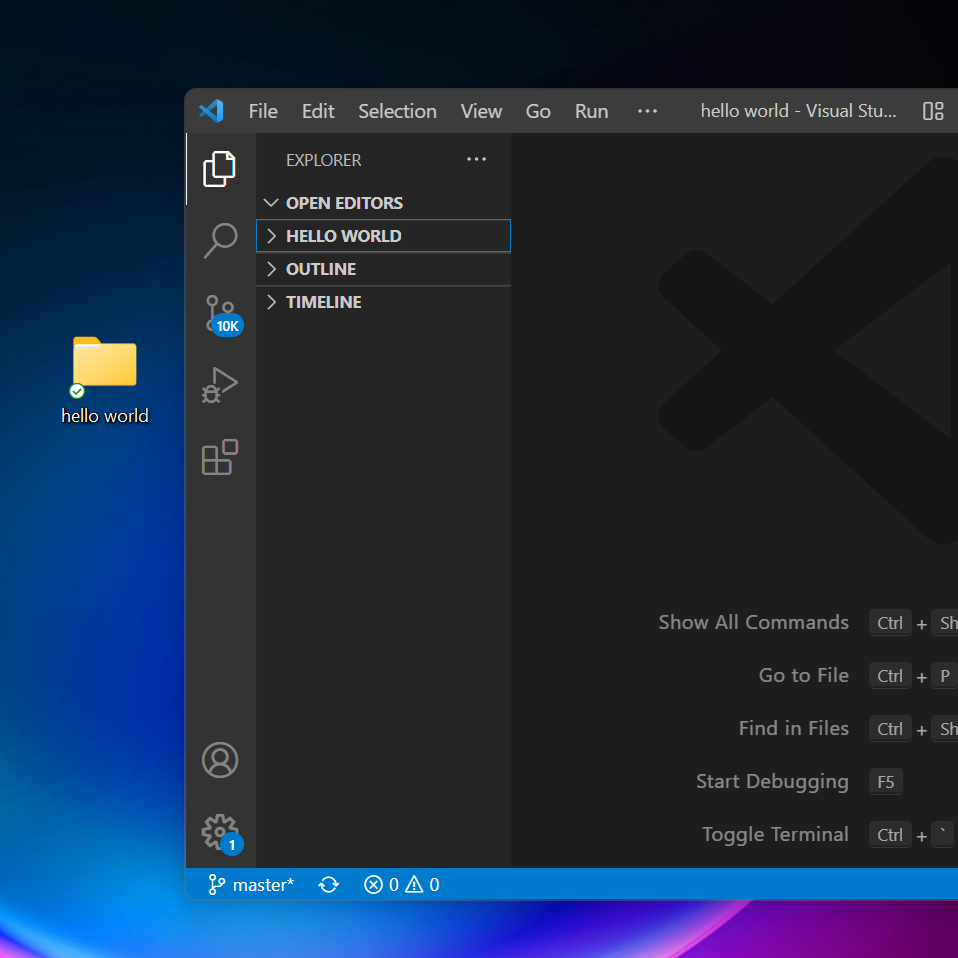 File Edit Selection View Go Run ··· hello world - Visual Stu...
EXPLORER ···
OPEN EDITORS
HELLO WORLD
OUTLINE
TIMELINE
10K
hello world
Show All Commands Ctrl + Sh
Go to File Ctrl + P
Find in Files Ctrl + Sh
Start Debugging F5
Toggle Terminal Ctrl + `
1
master* 0 0